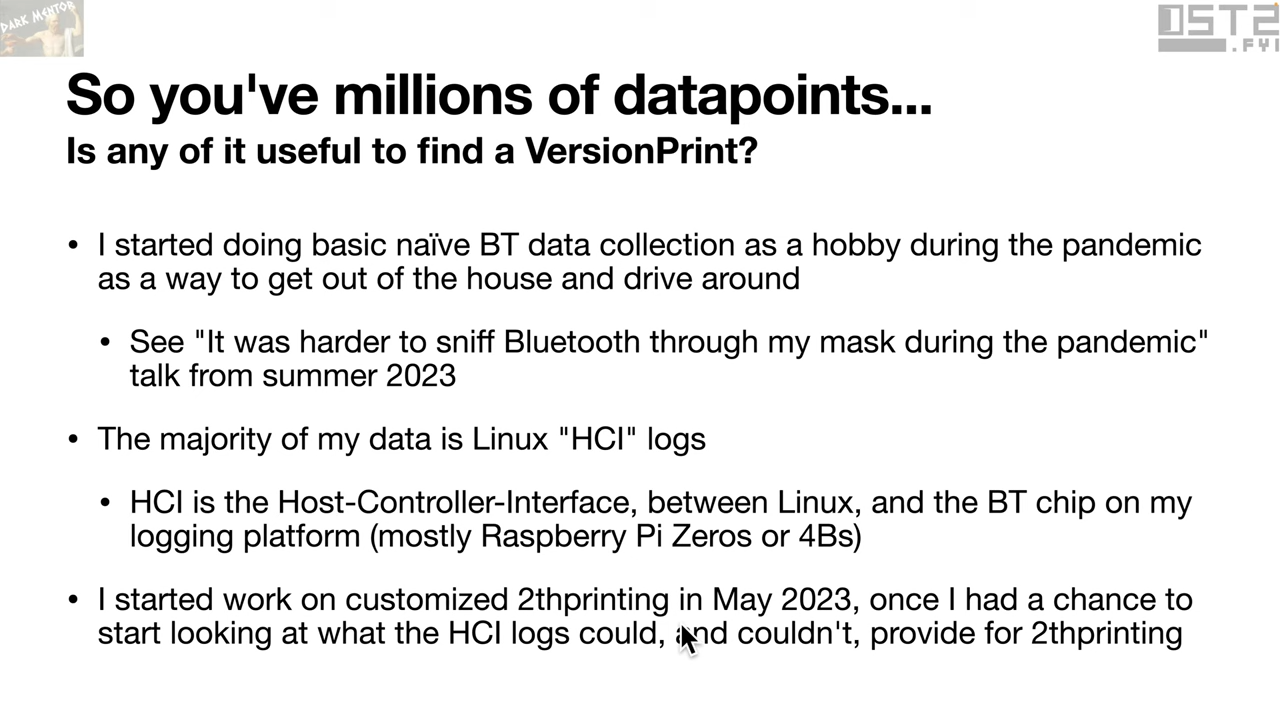 DARK MENTOR
OST2
.FYI
So you've millions of datapoints...
Is any of it useful to find a VersionPrint?
• I started doing basic naïve BT data collection as a hobby during the pandemic
as a way to get out of the house and drive around
• See "It was harder to sniff Bluetooth through my mask during the pandemic"
talk from summer 2023
• The majority of my data is Linux "HCI" logs
• HCI is the Host-Controller-Interface, between Linux, and the BT chip on my
logging platform (mostly Raspberry Pi Zeros or 4Bs)
• I started work on customized 2thprinting in May 2023, once I had a chance to
start looking at what the HCI logs could, and couldn't, provide for 2thprinting